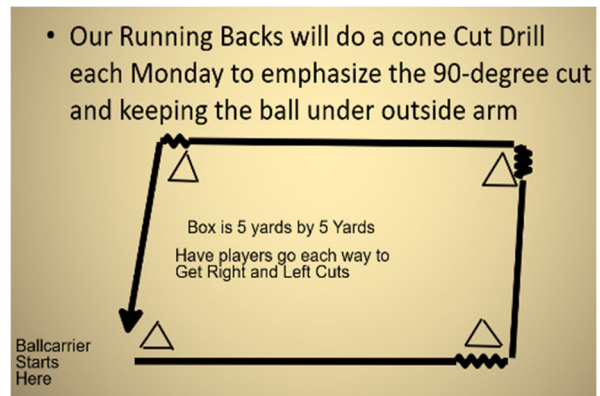 • Our Running Backs will do a cone Cut Drill
each Monday to emphasize the 90-degree cut
and keeping the ball under outside arm
Box is 5 yards by 5 Yards
Have players go each way to
Get Right and Left Cuts
Ballcarrier
Starts
Here